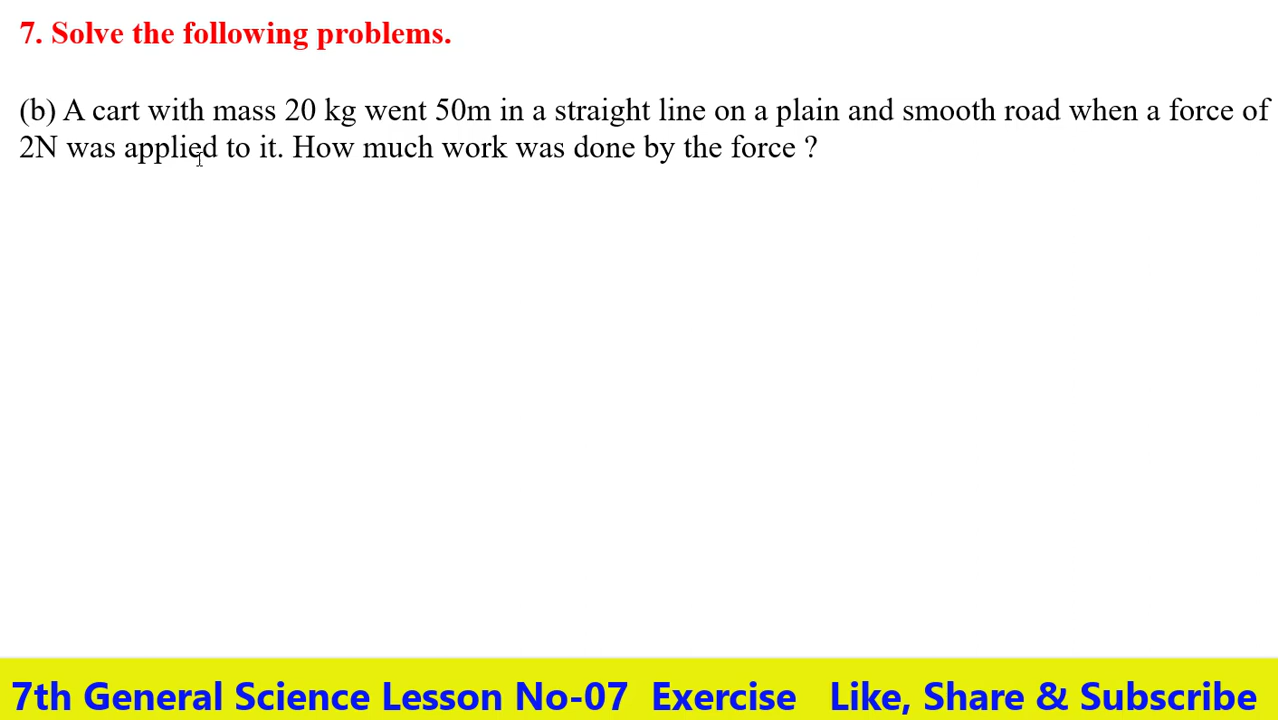 7. Solve the following problems.
(b) A cart with mass 20 kg went 50m in a straight line on a plain and smooth road when a force of
2N was applied to it. How much work was done by the force ?
7th General Science Lesson No-07 Exercise Like, Share & Subscribe